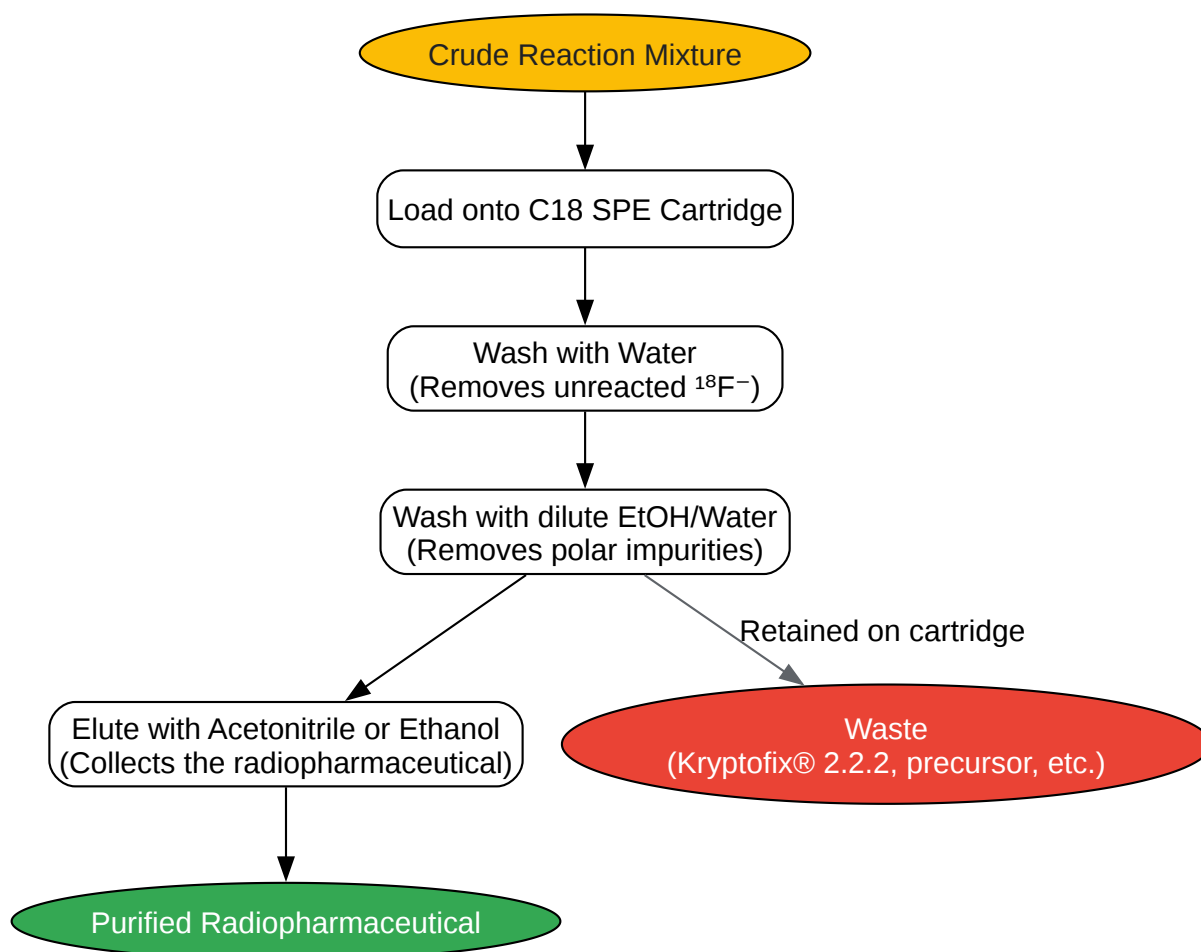 Crude Reaction Mixture
Load onto C18 SPE Cartridge
Wash with Water
(Removes unreacted ¹⁸F⁻)
Wash with dilute EtOH/Water
(Removes polar impurities)
Retained on cartridge
Elute with Acetonitrile or Ethanol
(Collects the radiopharmaceutical)
Waste
(Kryptofix® 2.2.2, precursor, etc.)
Purified Radiopharmaceutical